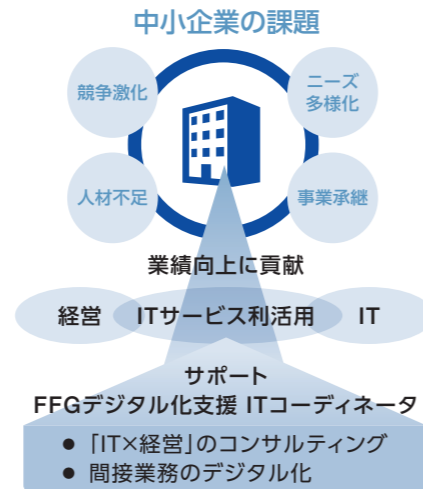 中小企業の課題
競争激化
ニーズ
多様化
人材不足
事業承継
業績向上に貢献
経営
ITサービス利活用
IT
サポート
FFGデジタル化支援 ITコーディネータ
● 「IT×経営」のコンサルティング
● 間接業務のデジタル化